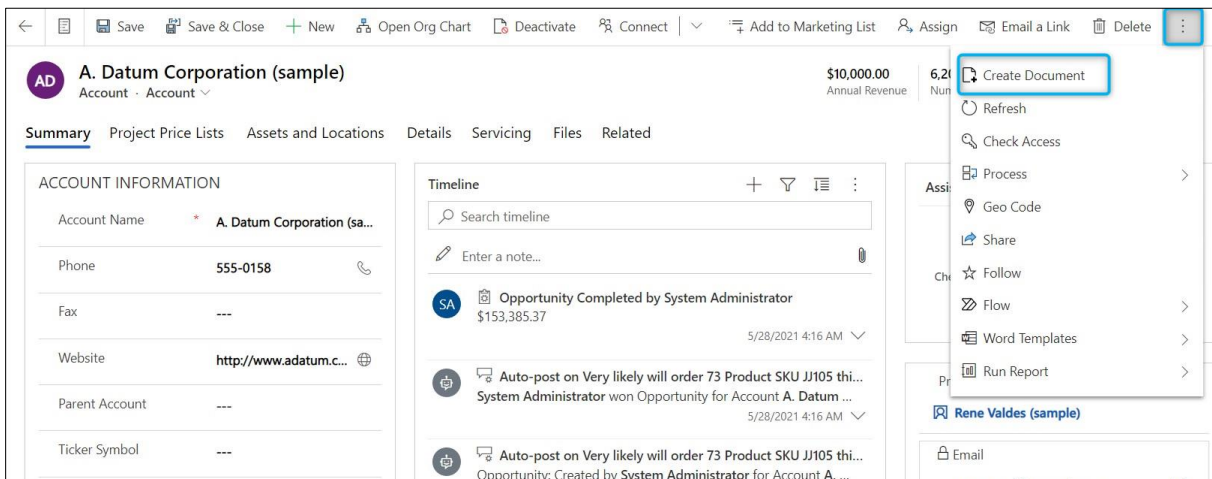 Save Save & Close New Open Org Chart Deactivate Connect Add to Marketing List Assign Email a Link Delete
AD
A. Datum Corporation (sample)
Account · Account
$10,000.00
Annual Revenue
6,20
Num
Summary Project Price Lists Assets and Locations Details Servicing Files Related
ACCOUNT INFORMATION
Account Name * A. Datum Corporation (sa...
Phone 555-0158
Fax ---
Website http://www.adatum.c...
Parent Account ---
Ticker Symbol ---
Timeline
Search timeline
Enter a note...
SA
Opportunity Completed by System Administrator
$153,385.37
5/28/2021 4:16 AM
Auto-post on Very likely will order 73 Product SKU JJ105 thi...
System Administrator won Opportunity for Account A. Datum ...
5/28/2021 4:16 AM
Auto-post on Very likely will order 73 Product SKU JJ105 thi...
Opportunity: Created by System Administrator for Account A. ...
Assi
Che
Pr
Rene Valdes (sample)
Email
Create Document
Refresh
Check Access
Process
Geo Code
Share
Follow
Flow
Word Templates
Run Report